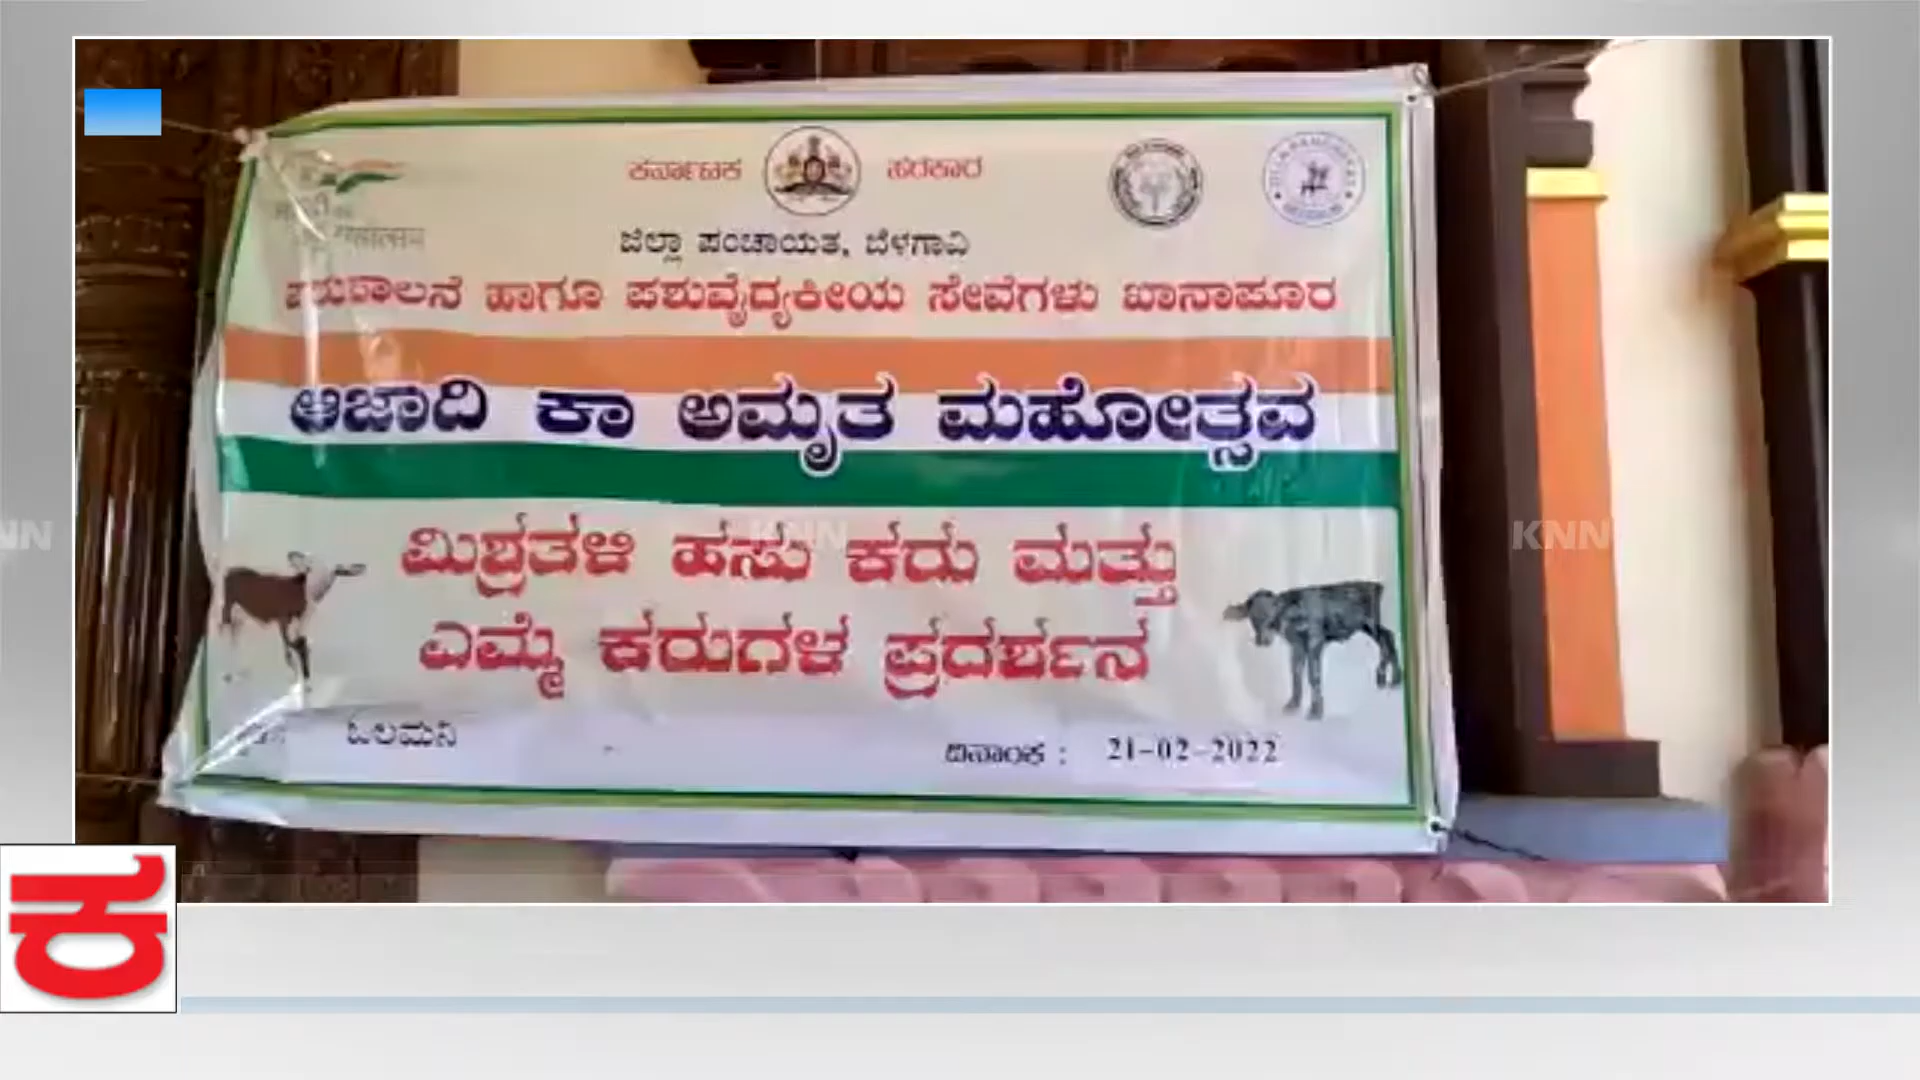 ಕರ್ನಾಟಕ ಸರಕಾರ
ಜಿಲ್ಲಾ ಪಂಚಾಯತ, ಬೆಳಗಾವಿ
ಪಶುಪಾಲನೆ ಹಾಗೂ ಪಶುವೈದ್ಯಕೀಯ ಸೇವೆಗಳು ಖಾನಾಪೂರ
ಆಜಾದಿ ಕಾ ಅಮೃತ ಮಹೋತ್ಸವ
ಮಿಶ್ರತಳಿ ಹಸು ಕರು ಮತ್ತು
ಎಮ್ಮೆ ಕರುಗಳ ಪ್ರದರ್ಶನ
ಓಲಮನಿ
ದಿನಾಂಕ : 21-02-2022
KNN
ಕ